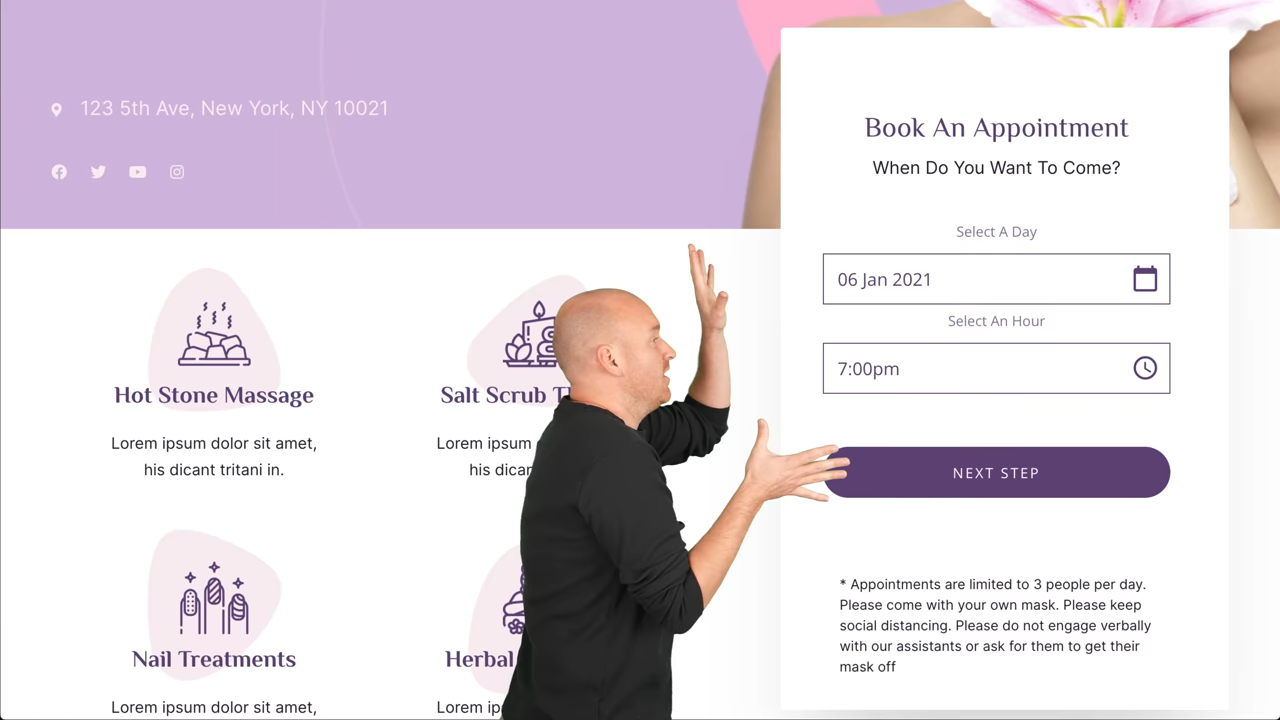 123 5th Ave, New York, NY 10021
Book An Appointment
When Do You Want To Come?
Select A Day
06 Jan 2021
Select An Hour
7:00pm
NEXT STEP
* Appointments are limited to 3 people per day.
Please come with your own mask. Please keep
social distancing. Please do not engage verbally
with our assistants or ask for them to get their
mask off
Hot Stone Massage
Lorem ipsum dolor sit amet,
his dicant tritani in.
Salt Scrub
Lorem ipsum
his
Nail Treatments
Lorem ipsum dolor sit amet,
Herbal
Lorem